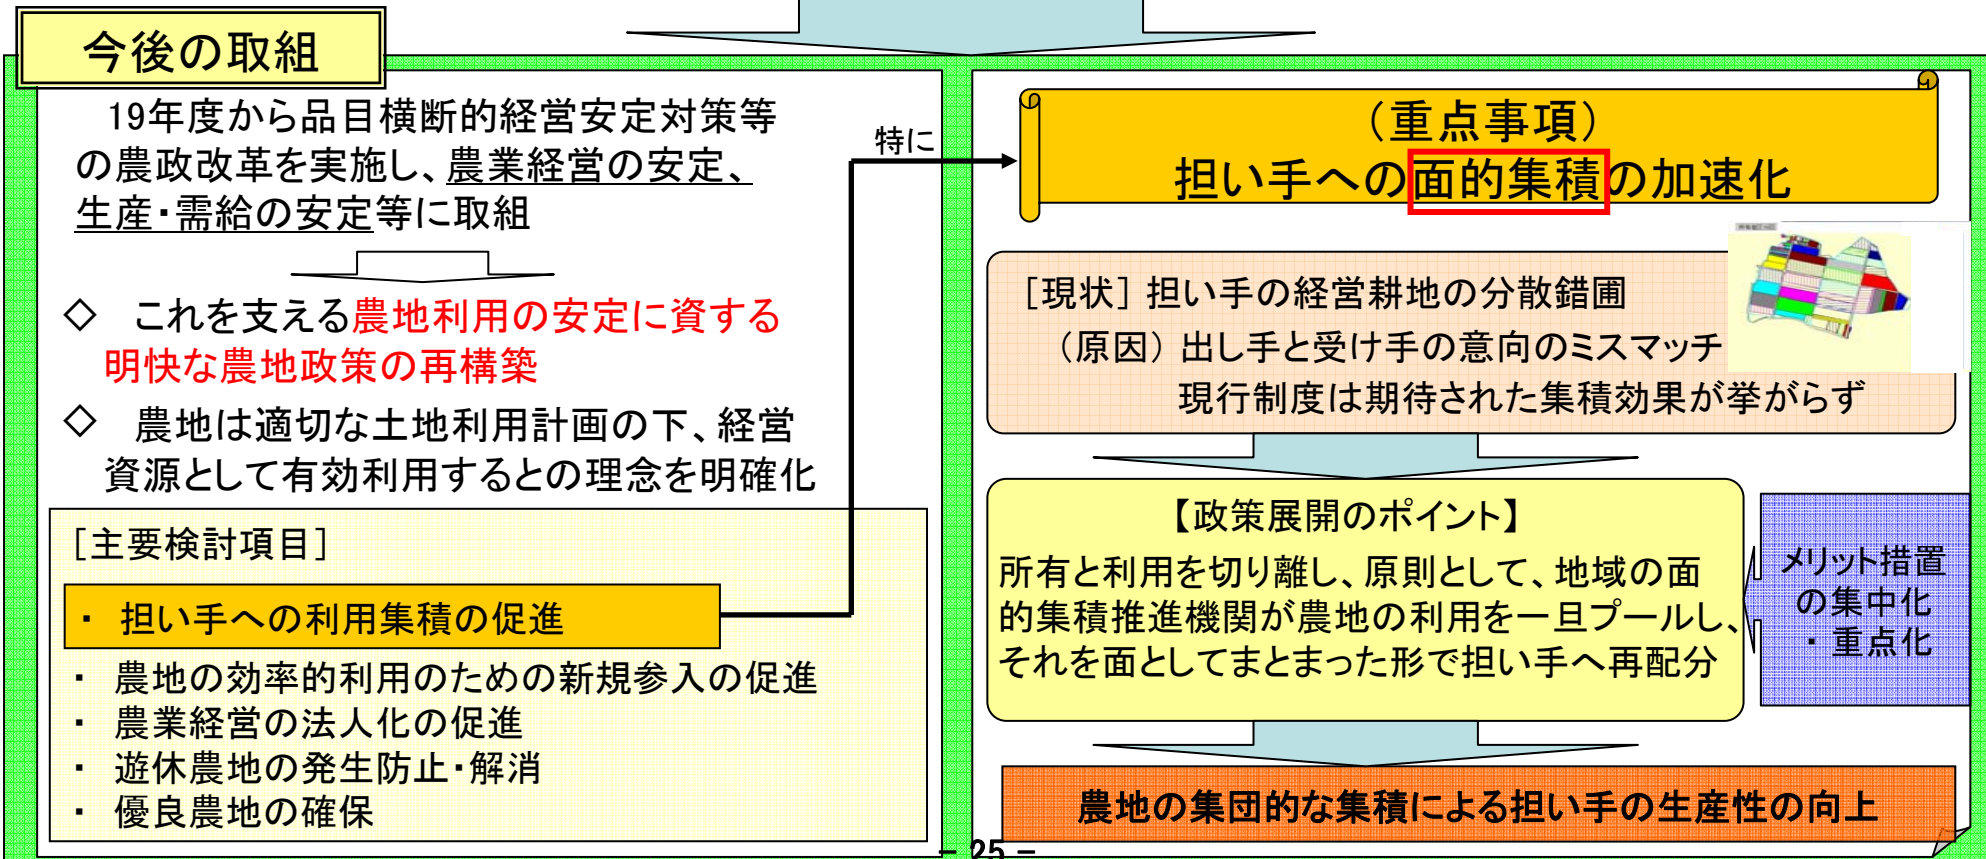 今後の取組
19年度から品目横断的経営安定対策等
の農政改革を実施し、農業経営の安定、
生産・需給の安定等に取組
◇ これを支える農地利用の安定に資する
明快な農地政策の再構築
◇ 農地は適切な土地利用計画の下、経営
資源として有効利用するとの理念を明確化
［主要検討項目］
・ 担い手への利用集積の促進
・ 農地の効率的利用のための新規参入の促進
・ 農業経営の法人化の促進
・ 遊休農地の発生防止・解消
・ 優良農地の確保
特に
（重点事項）
担い手への面的集積の加速化
［現状］担い手の経営耕地の分散錯圃
（原因）出し手と受け手の意向のミスマッチ
現行制度は期待された集積効果が挙がらず
【政策展開のポイント】
所有と利用を切り離し、原則として、地域の面
的集積推進機関が農地の利用を一旦プールし、
それを面としてまとまった形で担い手へ再配分
メリット措置
の集中化
・重点化
農地の集団的な集積による担い手の生産性の向上
- 25 -